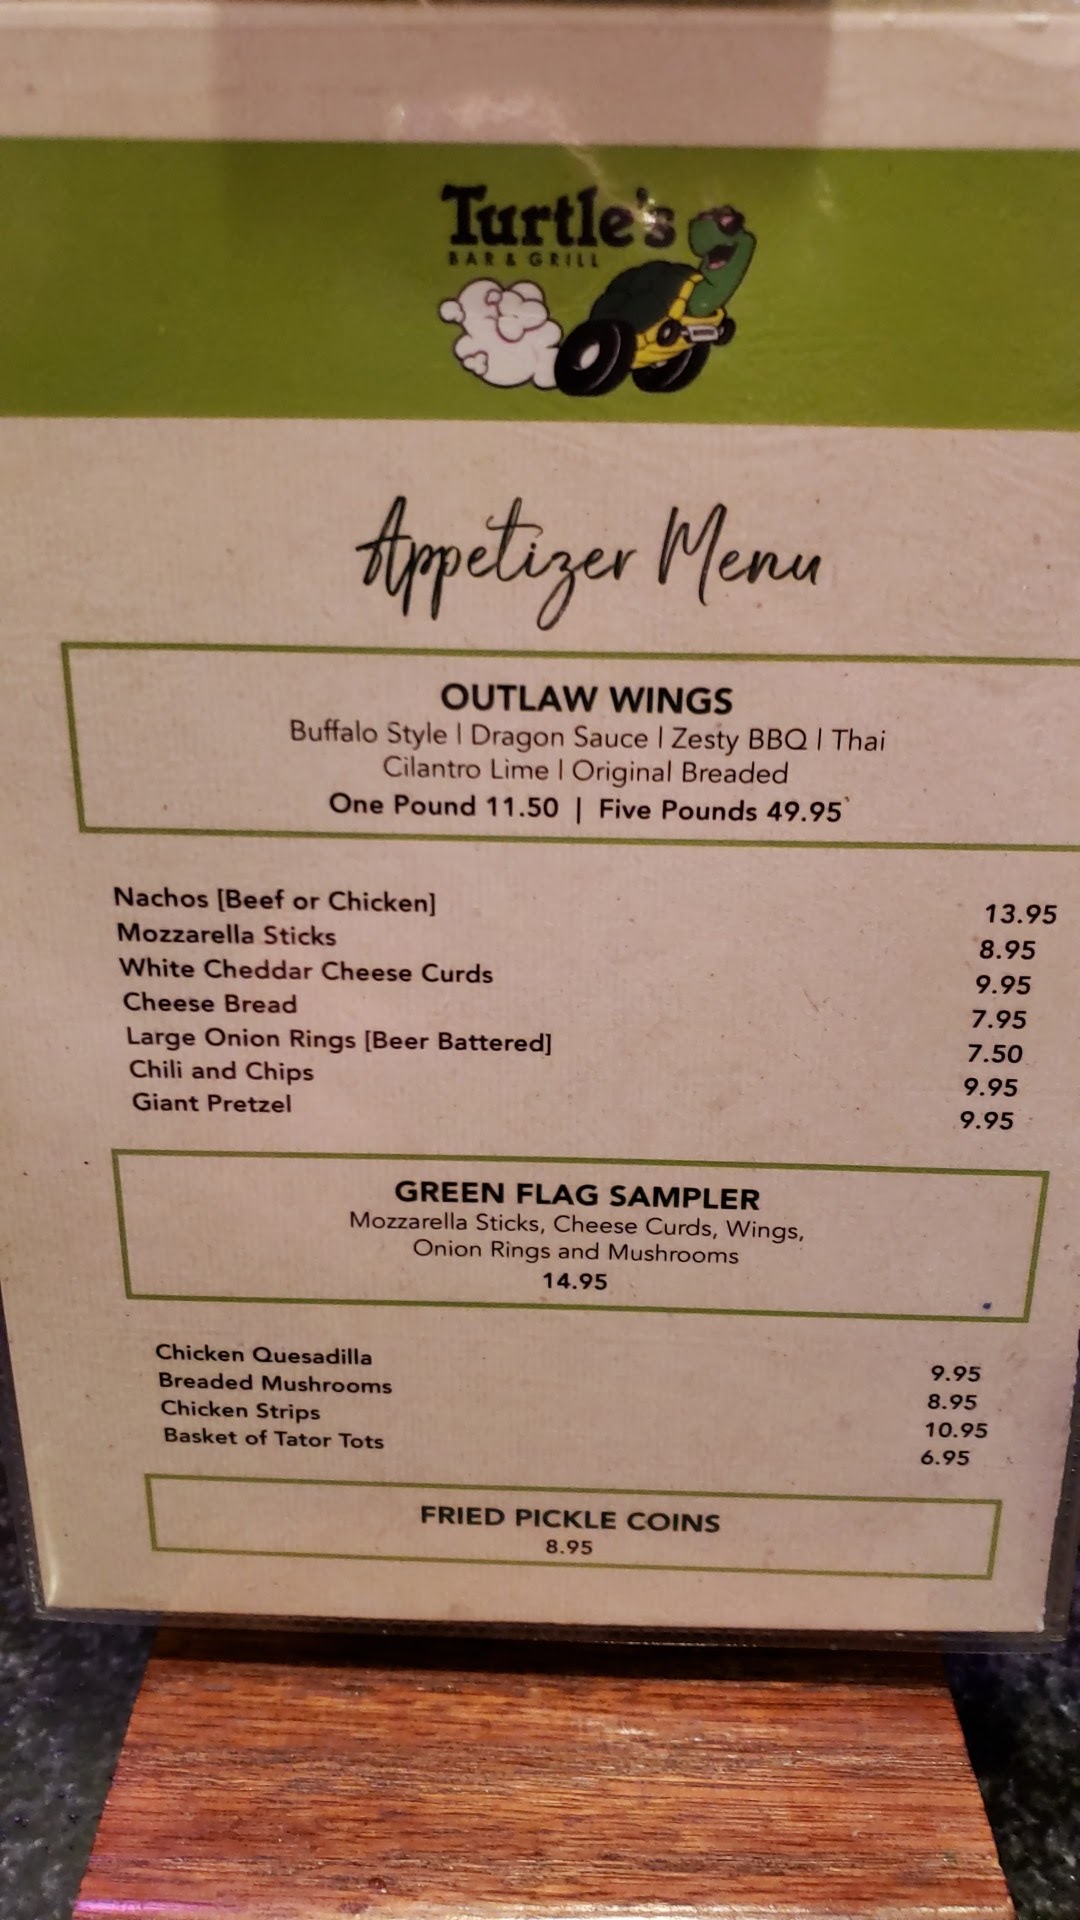 Turtle's
BAR & GRILL
Appetizer Menu
OUTLAW WINGS
Buffalo Style | Dragon Sauce | Zesty BBQ | Thai
Cilantro Lime | Original Breaded
One Pound 11.50 | Five Pounds 49.95
Nachos [Beef or Chicken] 13.95
Mozzarella Sticks 8.95
White Cheddar Cheese Curds 9.95
Cheese Bread 7.95
Large Onion Rings [Beer Battered] 7.50
Chili and Chips 9.95
Giant Pretzel 9.95
GREEN FLAG SAMPLER
Mozzarella Sticks, Cheese Curds, Wings,
Onion Rings and Mushrooms
14.95
Chicken Quesadilla 9.95
Breaded Mushrooms 8.95
Chicken Strips 10.95
Basket of Tator Tots 6.95
FRIED PICKLE COINS
8.95